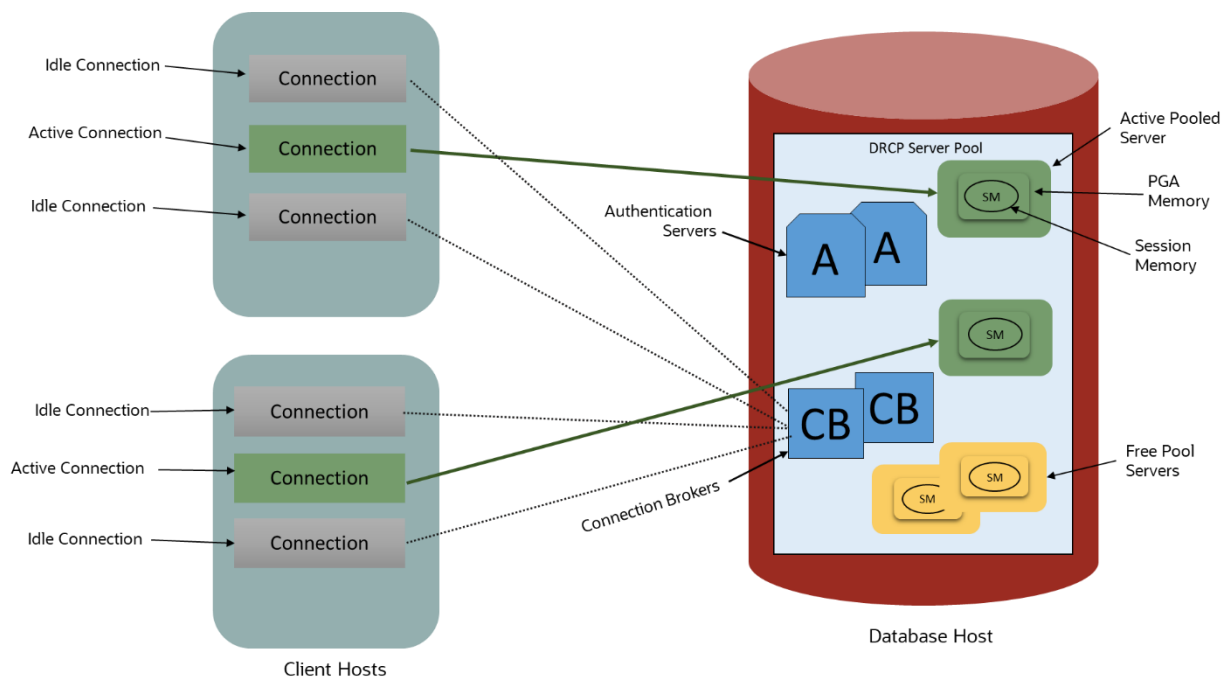 Idle Connection
Connection
Active Connection
Connection
Idle Connection
Connection
Idle Connection
Connection
Active Connection
Connection
Idle Connection
Connection
Client Hosts
DRCP Server Pool
Authentication
Servers
A
A
CB
CB
Connection Brokers
SM
SM
SM
SM
Active Pooled
Server
PGA
Memory
Session
Memory
Free Pool
Servers
Database Host